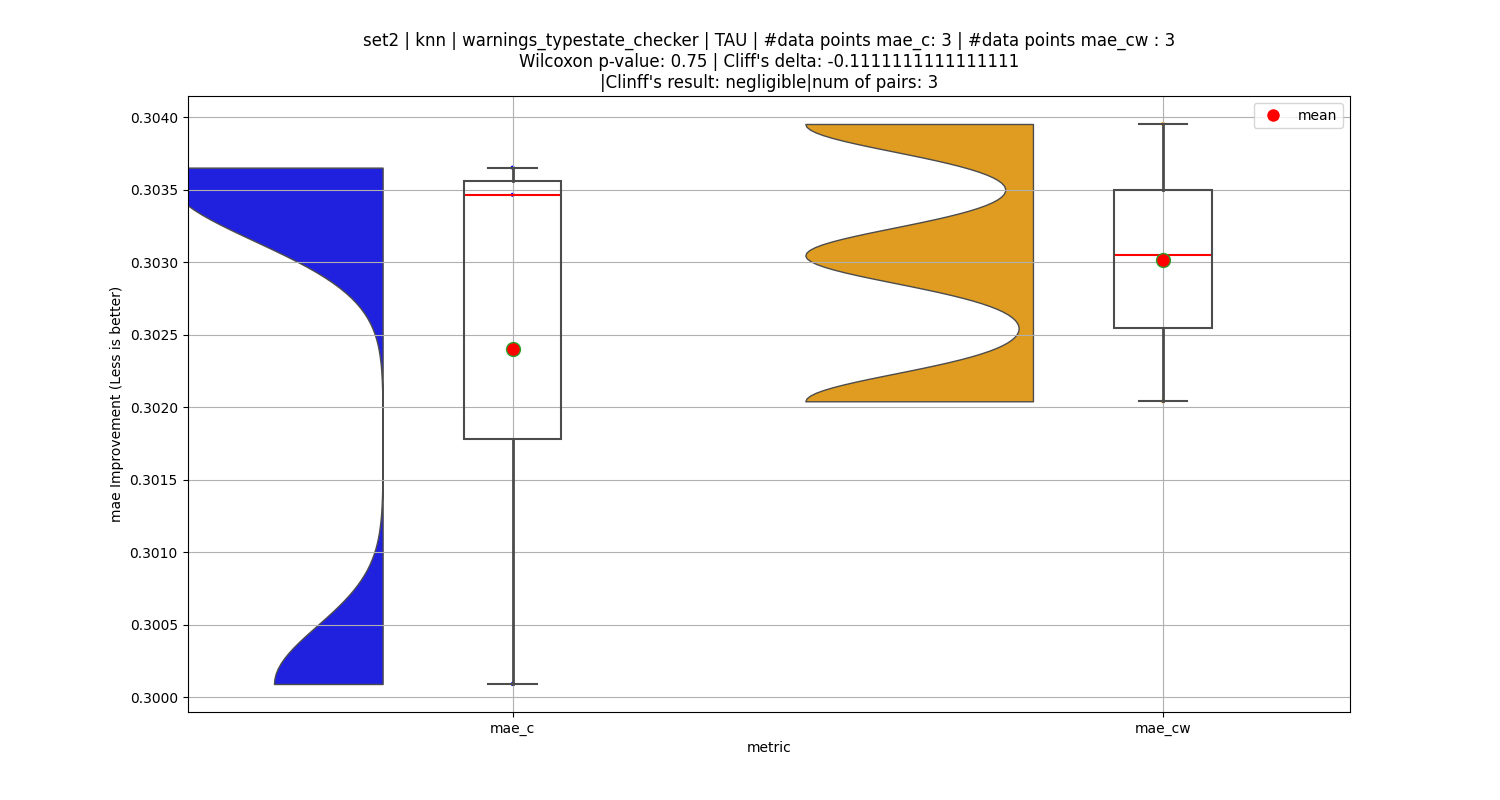 set2 | knn | warnings_typestate_checker | TAU | #data points mae_c: 3 | #data points mae_cw : 3
Wilcoxon p-value: 0.75 | Cliff's delta: -0.1111111111111111
|Clinff's result: negligible|num of pairs: 3
mean
0.3040
0.3035
0.3030
0.3025
0.3020
0.3015
0.3010
0.3005
0.3000
mae Improvement (Less is better)
mae_c
mae_cw
metric